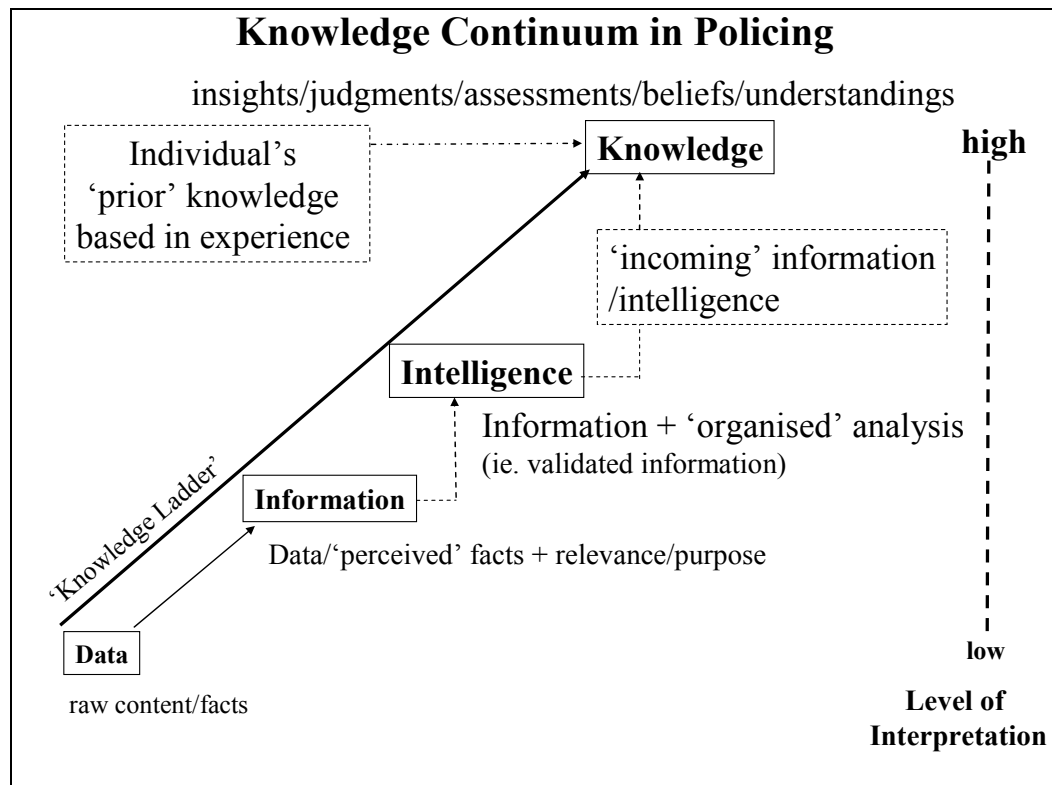 Knowledge Continuum in Policing
insights/judgments/assessments/beliefs/understandings
Individual’s
‘prior’ knowledge
based in experience
Knowledge
high
‘incoming’ information
/intelligence
Intelligence
Information + ‘organised’ analysis
(ie. validated information)
‘Knowledge Ladder’
Information
Data/‘perceived’ facts + relevance/purpose
Data
raw content/facts
low
Level of
Interpretation